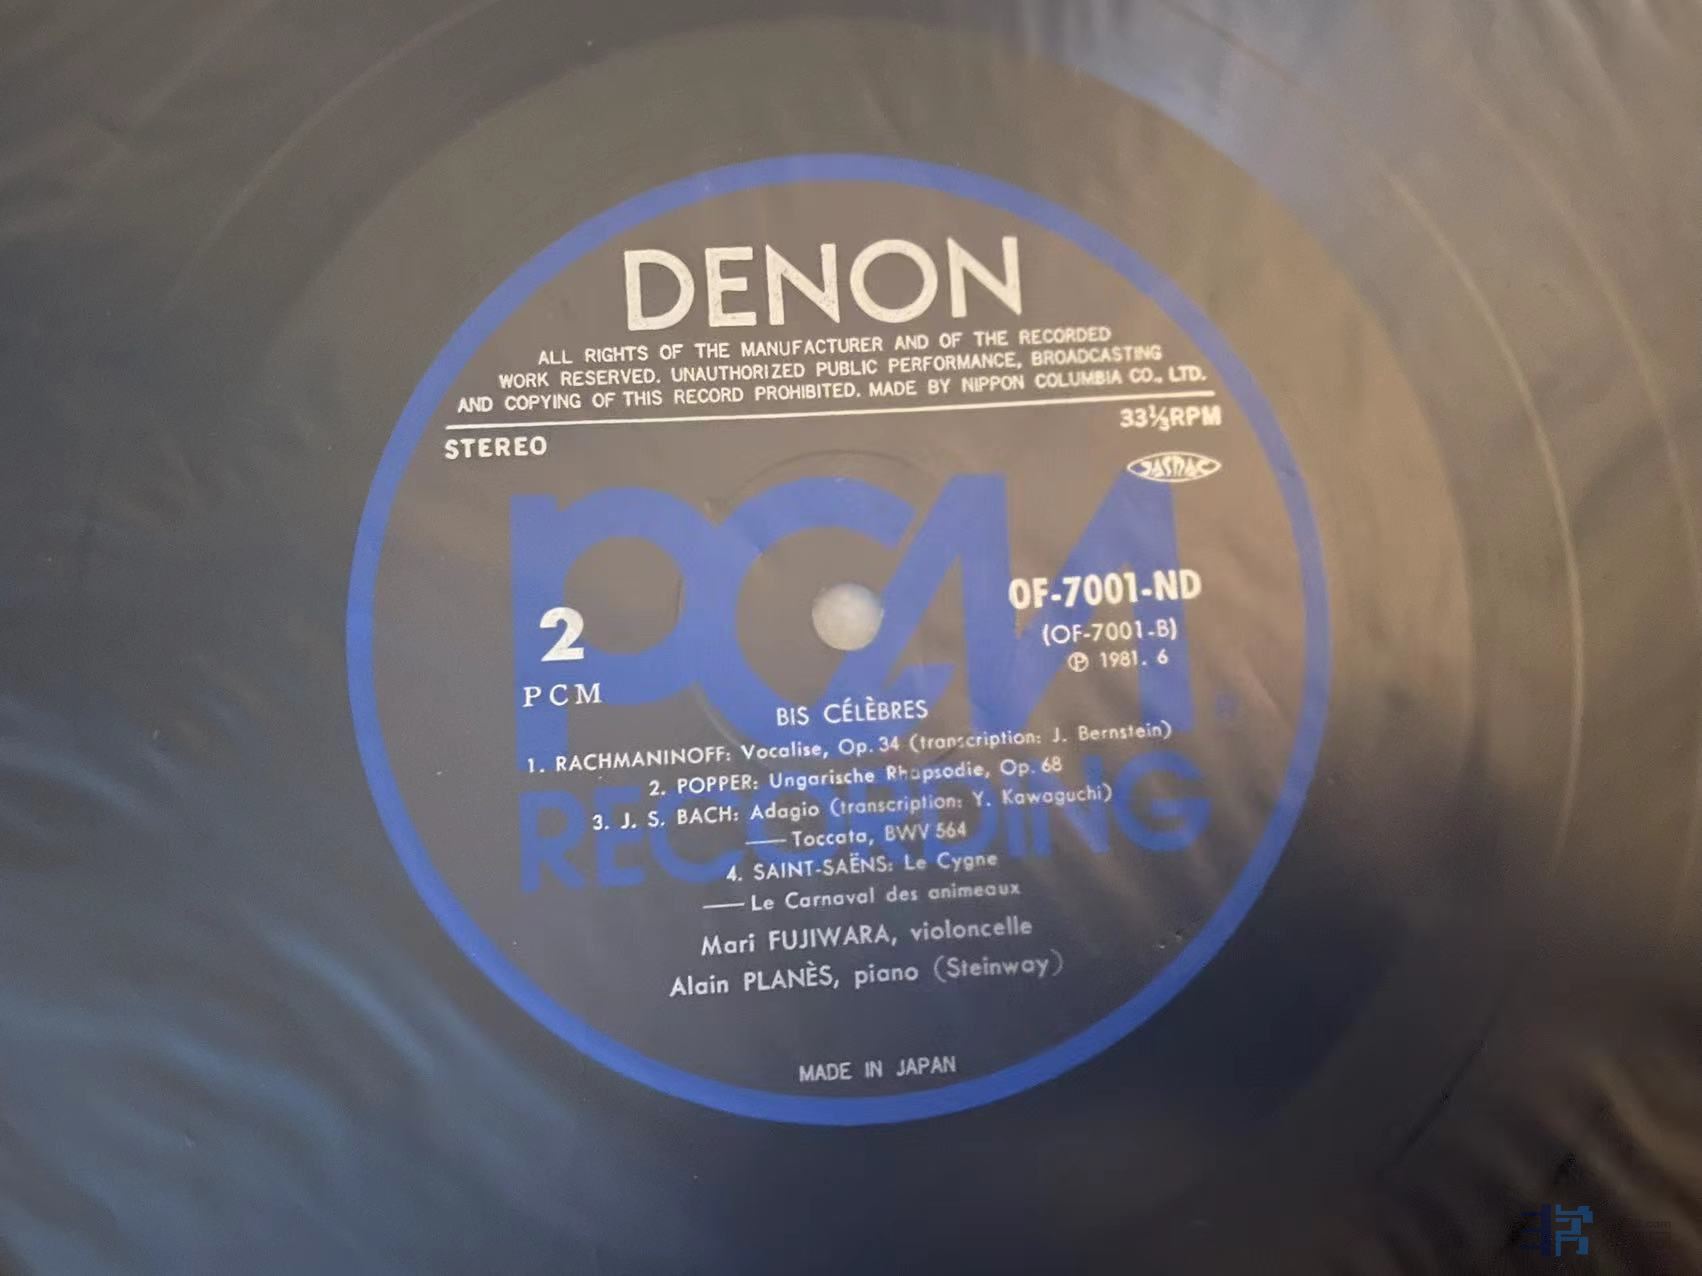 DENON
ALL RIGHTS OF THE MANUFACTURER AND OF THE RECORDED
WORK RESERVED. UNAUTHORIZED PUBLIC PERFORMANCE, BROADCASTING
AND COPYING OF THIS RECORD PROHIBITED. MADE BY NIPPON COLUMBIA CO., LTD.
STEREO
33⅓RPM
JASRAC
PCM
RECORDING
OF-7001-ND
(OF-7001-B)
Ⓟ 1981. 6
2
PCM
BIS CÉLÈBRES
1. RACHMANINOFF: Vocalise, Op. 34 (transcription: J. Bernstein)
2. POPPER: Ungarische Rhapsodie, Op. 68
3. J. S. BACH: Adagio (transcription: Y. Kawaguchi)
——Toccata, BWV 564
4. SAINT-SAËNS: Le Cygne
——Le Carnaval des animeaux
Mari FUJIWARA, violoncelle
Alain PLANÈS, piano (Steinway)
MADE IN JAPAN